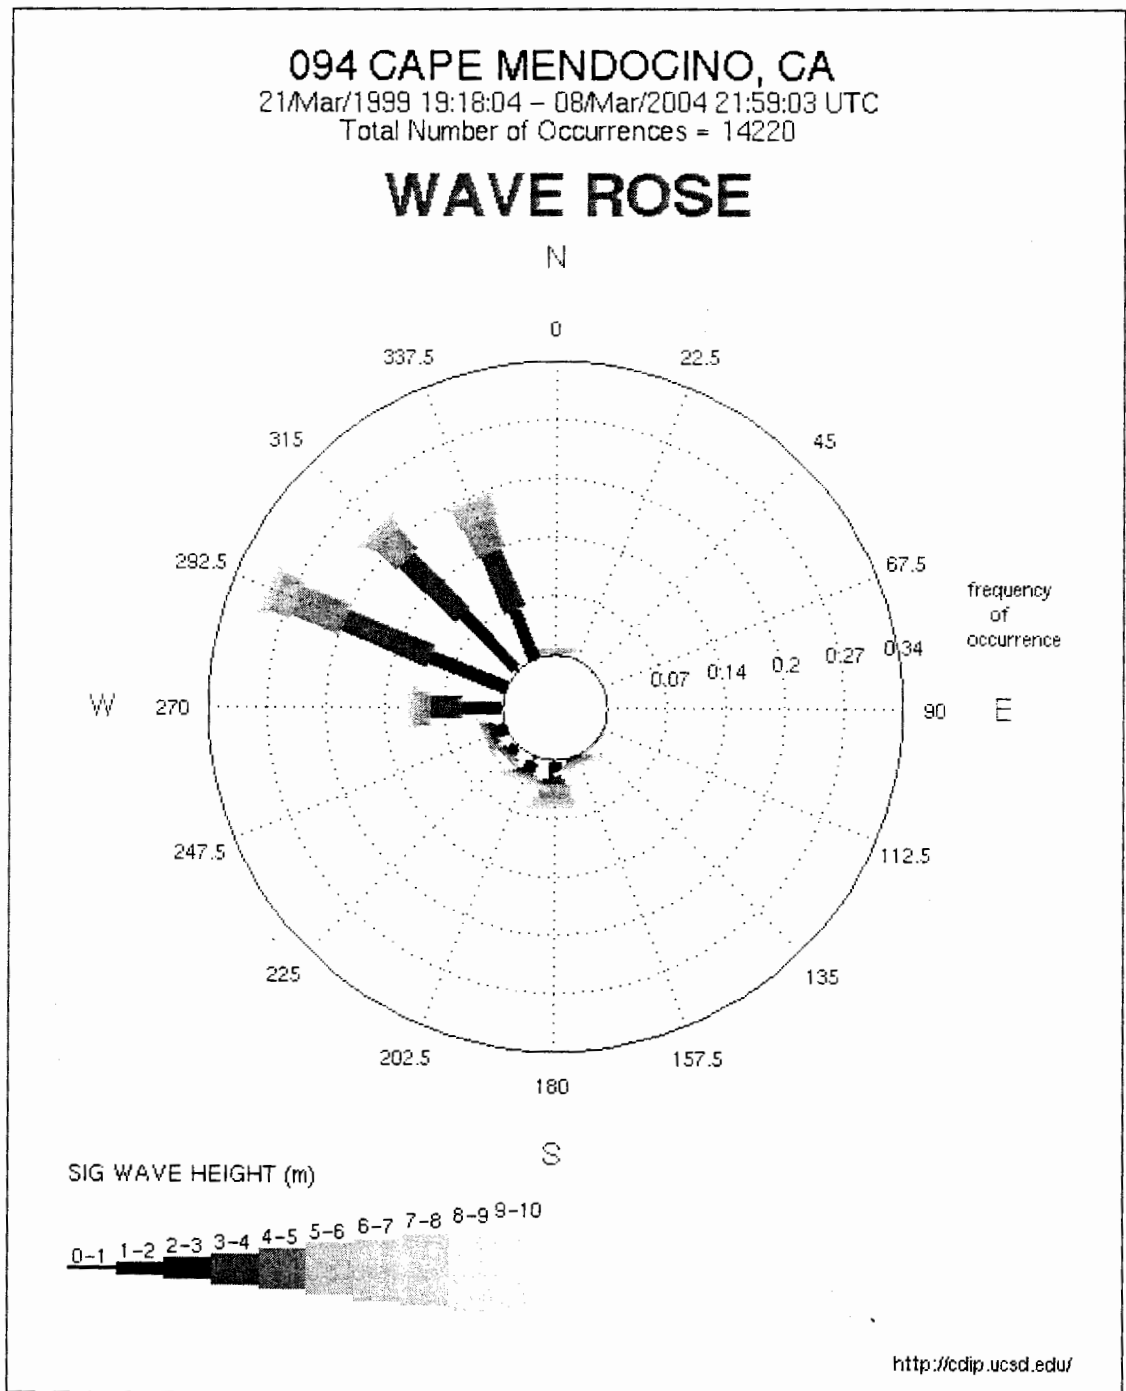 094 CAPE MENDOCINO, CA
21/Mar/1999 19:18:04 - 08/Mar/2004 21:59:03 UTC
Total Number of Occurrences = 14220
WAVE ROSE
N
0
337.5
22.5
315
45
292.5
67.5
frequency
of
occurrence
0.07 0.14 0.2 0.27 0.34
W 270
90 E
247.5
112.5
225
135
202.5
157.5
180
S
SIG WAVE HEIGHT (m)
0-1 1-2 2-3 3-4 4-5 5-6 6-7 7-8 8-9 9-10
http://cdip.ucsd.edu/